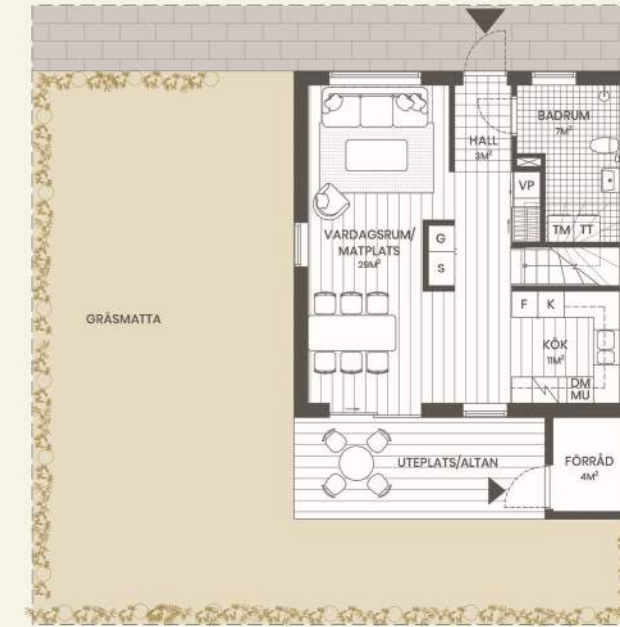 BADRUM
7M²
HALL
3M²
VP
VARDAGSRUM/
MATPLATS
29M²
G
S
TM TT
GRÄSMATTA
F K
KÖK
11M²
DM
MU
UTEPLATS/ALTAN
FÖRRÅD
4M²